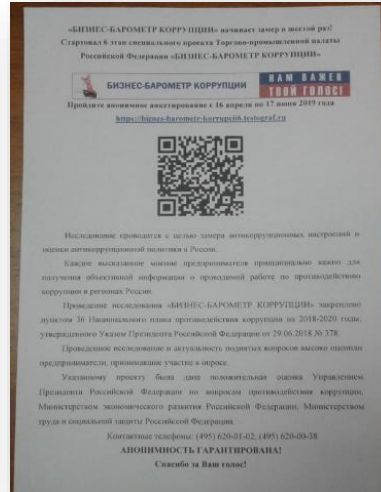 «БИЗНЕС-БАРОМЕТР КОРРУПЦИИ» начинает замер в шестой раз!
Стартовал 6 этап специального проекта Торгово-промышленной палаты
Российской Федерации «БИЗНЕС-БАРОМЕТР КОРРУПЦИИ»
БИЗНЕС-БАРОМЕТР КОРРУПЦИИ
НАМ ВАЖЕН
ТВОЙ ГОЛОС!
Пройдите анонимное анкетирование с 16 апреля по 17 июня 2019 года
https://biznes-barometr-korrupcii6.testograf.ru
Исследование проводится с целью замера антикоррупционных настроений и
оценки антикоррупционной политики в России.
Каждое высказанное мнение предпринимателя принципиально важно для
получения объективной информации о проводимой работе по противодействию
коррупции в регионах России.
Проведение исследования «БИЗНЕС-БАРОМЕТР КОРРУПЦИИ» закреплено
пунктом 36 Национального плана противодействия коррупции на 2018-2020 годы,
утвержденного Указом Президента Российской Федерации от 29.06.2018 № 378.
Проведенное исследование и актуальность поднятых вопросов высоко оценили
предприниматели, принимавшие участие в опросе.
Указанному проекту была дана положительная оценка Управлением
Президента Российской Федерации по вопросам противодействия коррупции,
Министерством экономического развития Российской Федерации, Министерством
труда и социальной защиты Российской Федерации.
Контактные телефоны: (495) 620-01-02, (495) 620-00-38
АНОНИМНОСТЬ ГАРАНТИРОВАНА!
Спасибо за Ваш голос!